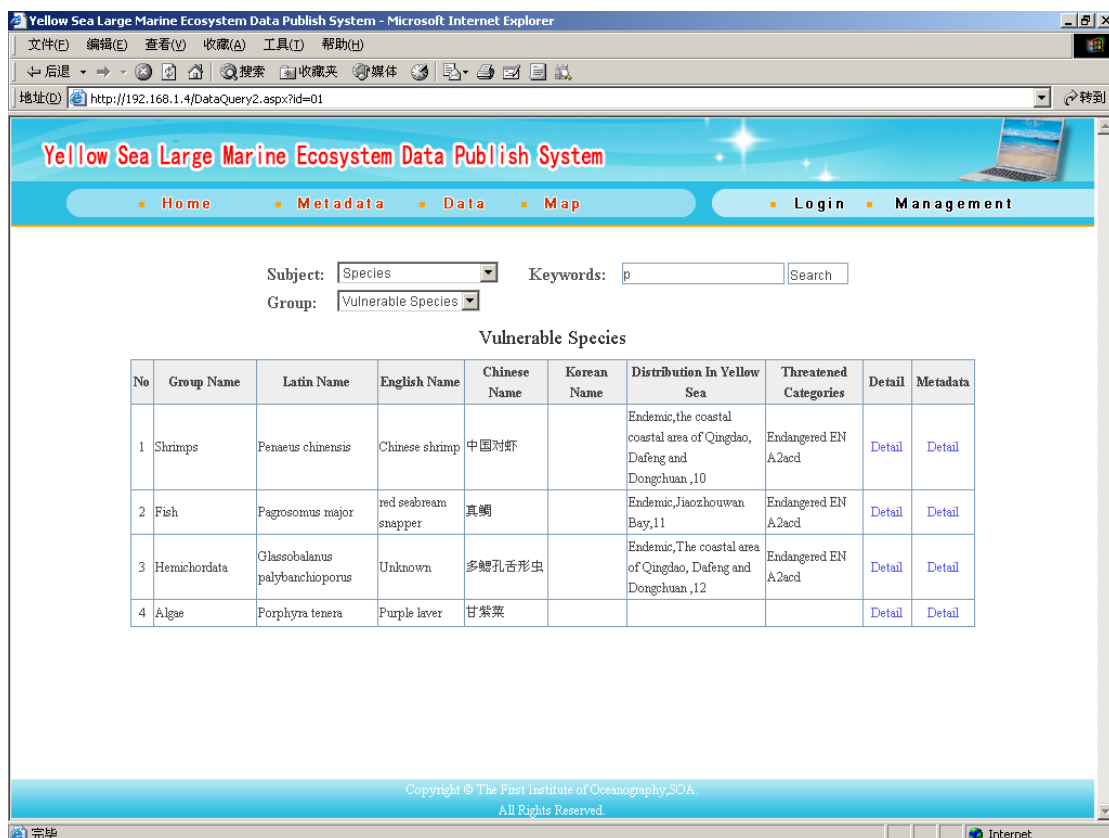 Yellow Sea Large Marine Ecosystem Data Publish System - Microsoft Internet Explorer
文件(F) 编辑(E) 查看(V) 收藏(A) 工具(T) 帮助(H)
后退 搜索 收藏夹 媒体
地址(D) http://192.168.1.4/DataQuery2.aspx?id=01 转到
Yellow Sea Large Marine Ecosystem Data Publish System
Home Metadata Data Map Login Management
Subject: Species Keywords: p Search
Group: Vulnerable Species
Vulnerable Species
No Group Name Latin Name English Name Chinese Name Korean Name Distribution In Yellow Sea Threatened Categories Detail Metadata
1 Shrimps Penaeus chinensis Chinese shrimp 中国对虾 Endemic,the coastal coastal area of Qingdao, Dafeng and Dongchuan ,10 Endangered EN A2acd Detail Detail
2 Fish Pagrosomus major red seabream snapper 真鲷 Endemic,Jiaozhouwan Bay,11 Endangered EN A2acd Detail Detail
3 Hemichordata Glassobalanus palybanchioporus Unknown 多鳃孔舌形虫 Endemic,The coastal area of Qingdao, Dafeng and Dongchuan ,12 Endangered EN A2acd Detail Detail
4 Algae Porphyra tenera Purple laver 甘紫菜 Detail Detail
Copyright © The First Institute of Oceanography,SOA.
All Rights Reserved.
完毕 Internet